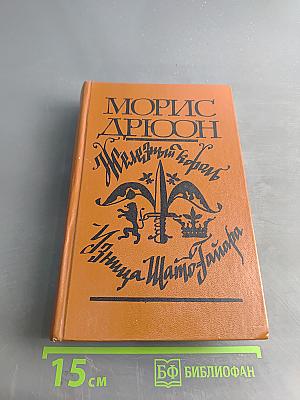 МОРИС
ДРЮОН
Железный король
Узница Шато-Гайара
15 см
БФ БИБЛИОФАН